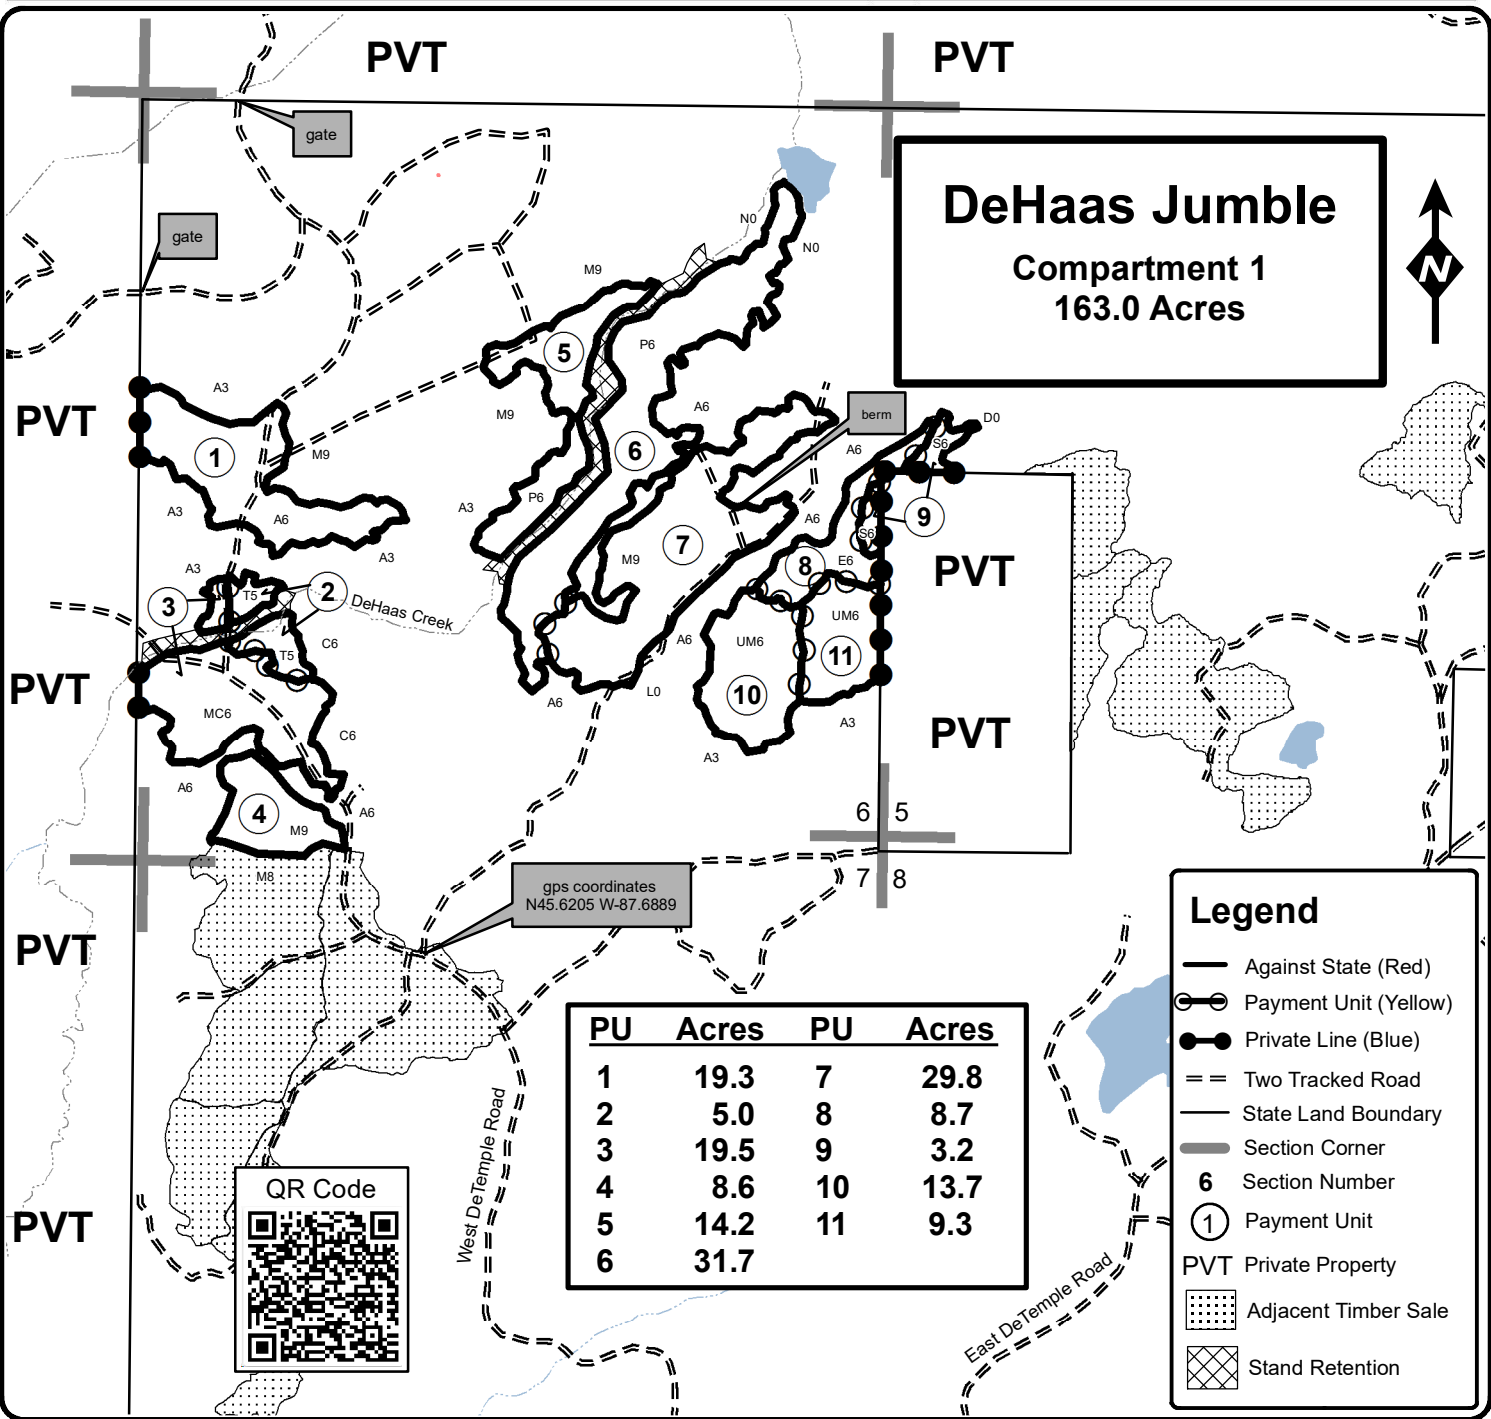 PVT
PVT
gate
gate
DeHaas Jumble
Compartment 1
163.0 Acres
N
N0
N0
M9
5
P6
A3
PVT
1
M9
M9
A6
6
berm
A6
D0
S6
A3
A6
A3
P6
A3
7
A6
S6
9
M9
8
E6
PVT
A3
T5
2
3
DeHaas Creek
C6
T5
A6
UM6
UM6
11
PVT
MC6
L0
A6
10
C6
A3
A3
PVT
A6
4
M9
A6
6
5
7
8
M8
gps coordinates
N45.6205 W-87.6889
PVT
PU Acres PU Acres
1 19.3 7 29.8
2 5.0 8 8.7
3 19.5 9 3.2
4 8.6 10 13.7
5 14.2 11 9.3
6 31.7
West DeTemple Road
East DeTemple Road
PVT
QR Code
Legend
Against State (Red)
Payment Unit (Yellow)
Private Line (Blue)
Two Tracked Road
State Land Boundary
Section Corner
6 Section Number
1 Payment Unit
PVT Private Property
Adjacent Timber Sale
Stand Retention